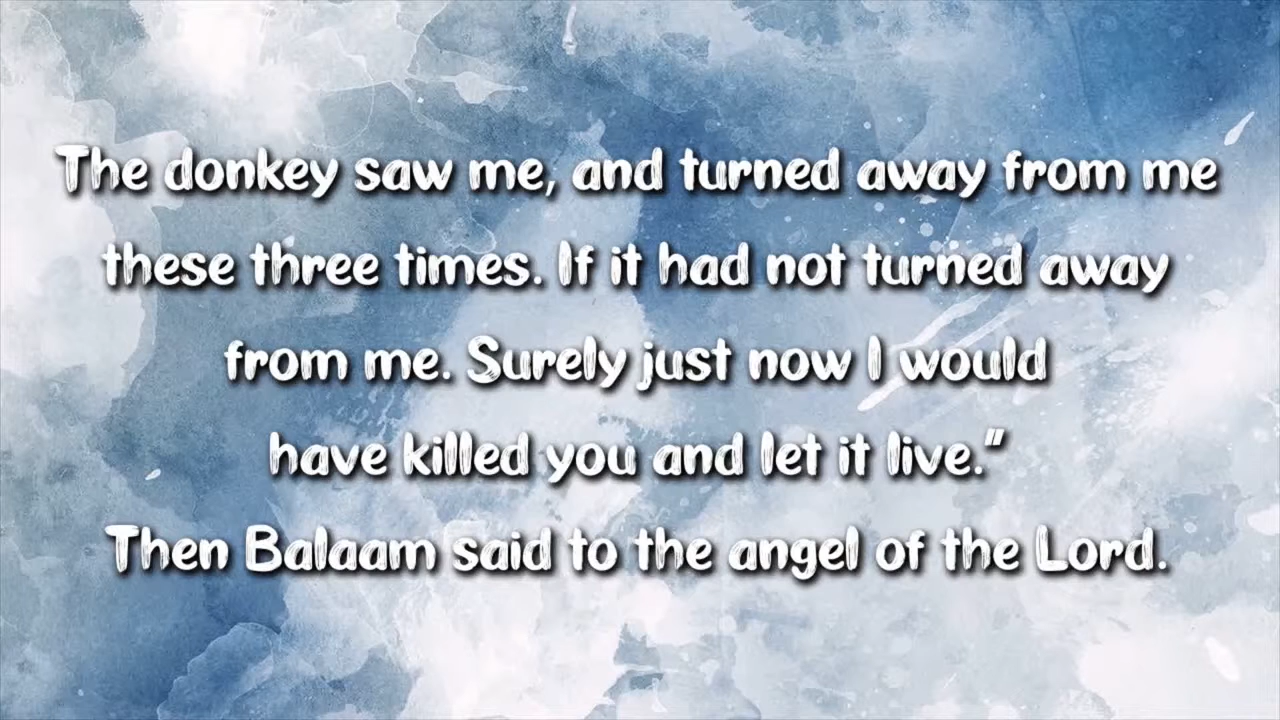 The donkey saw me, and turned away from me
these three times. If it had not turned away
from me. Surely just now I would
have killed you and let it live."
Then Balaam said to the angel of the Lord.